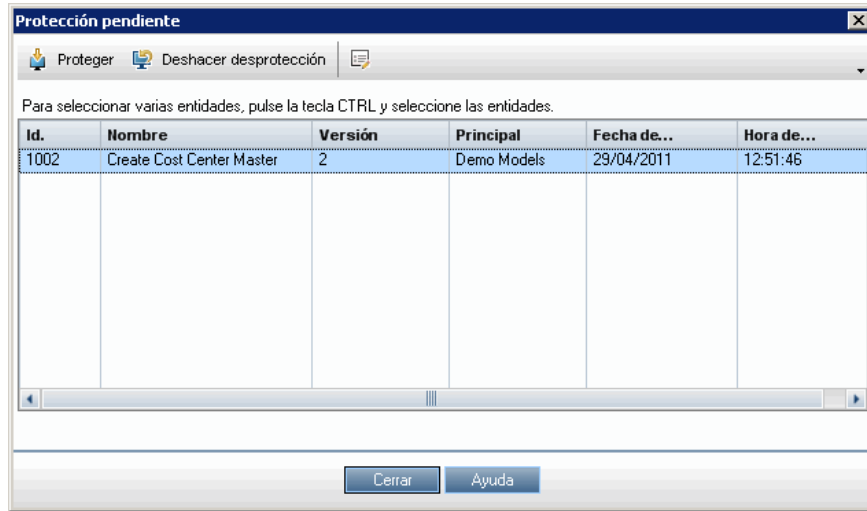 Protección pendiente
Proteger Deshacer desprotección
Para seleccionar varias entidades, pulse la tecla CTRL y seleccione las entidades.
Id. Nombre Versión Principal Fecha de... Hora de...
1002 Create Cost Center Master 2 Demo Models 29/04/2011 12:51:46
Cerrar Ayuda